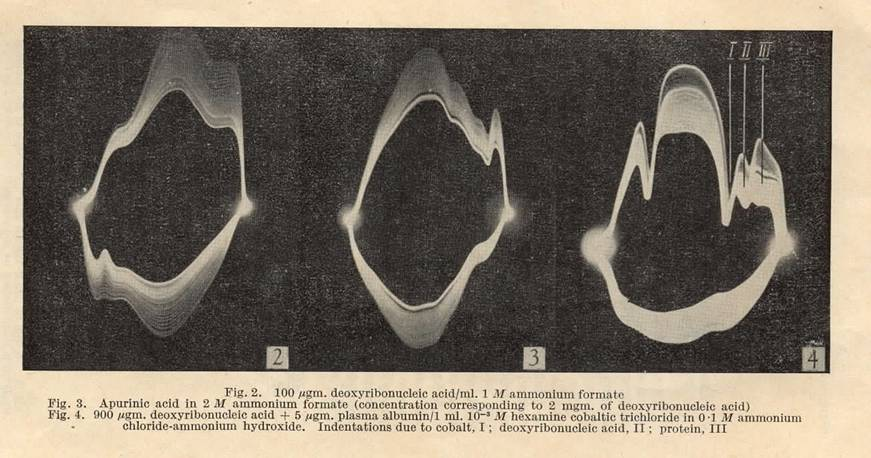 I II III
2 3 4
Fig. 2. 100 μgm. deoxyribonucleic acid/ml. 1 M ammonium formate
Fig. 3. Apurinic acid in 2 M ammonium formate (concentration corresponding to 2 mgm. of deoxyribonucleic acid)
Fig. 4. 900 μgm. deoxyribonucleic acid + 5 μgm. plasma albumin/1 ml. 10⁻³ M hexamine cobaltic trichloride in 0·1 M ammonium
chloride-ammonium hydroxide. Indentations due to cobalt, I ; deoxyribonucleic acid, II ; protein, III